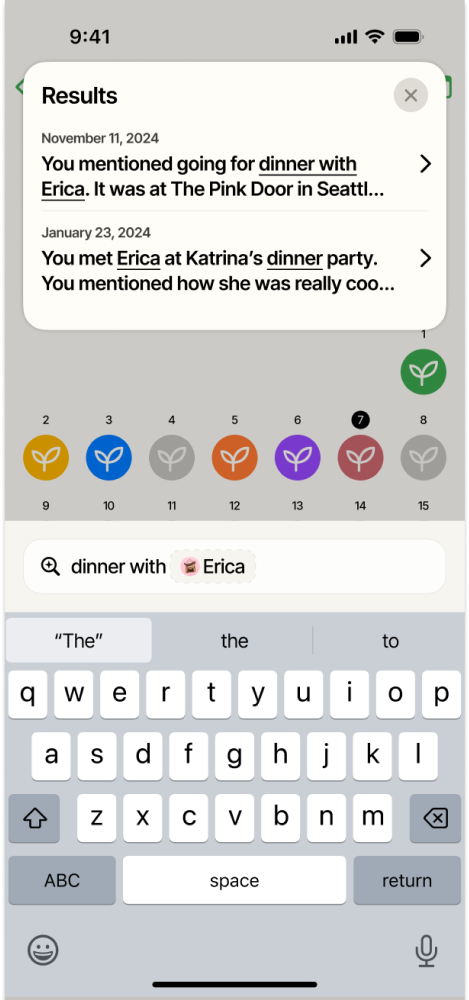 9:41
Results
November 11, 2024
You mentioned going for dinner with
Erica. It was at The Pink Door in Seattl...
January 23, 2024
You met Erica at Katrina’s dinner party.
You mentioned how she was really coo...
1
2 3 4 5 6 7 8
9 10 11 12 13 14 15
dinner with Erica
“The” the to
q w e r t y u i o p
a s d f g h j k l
z x c v b n m
ABC space return